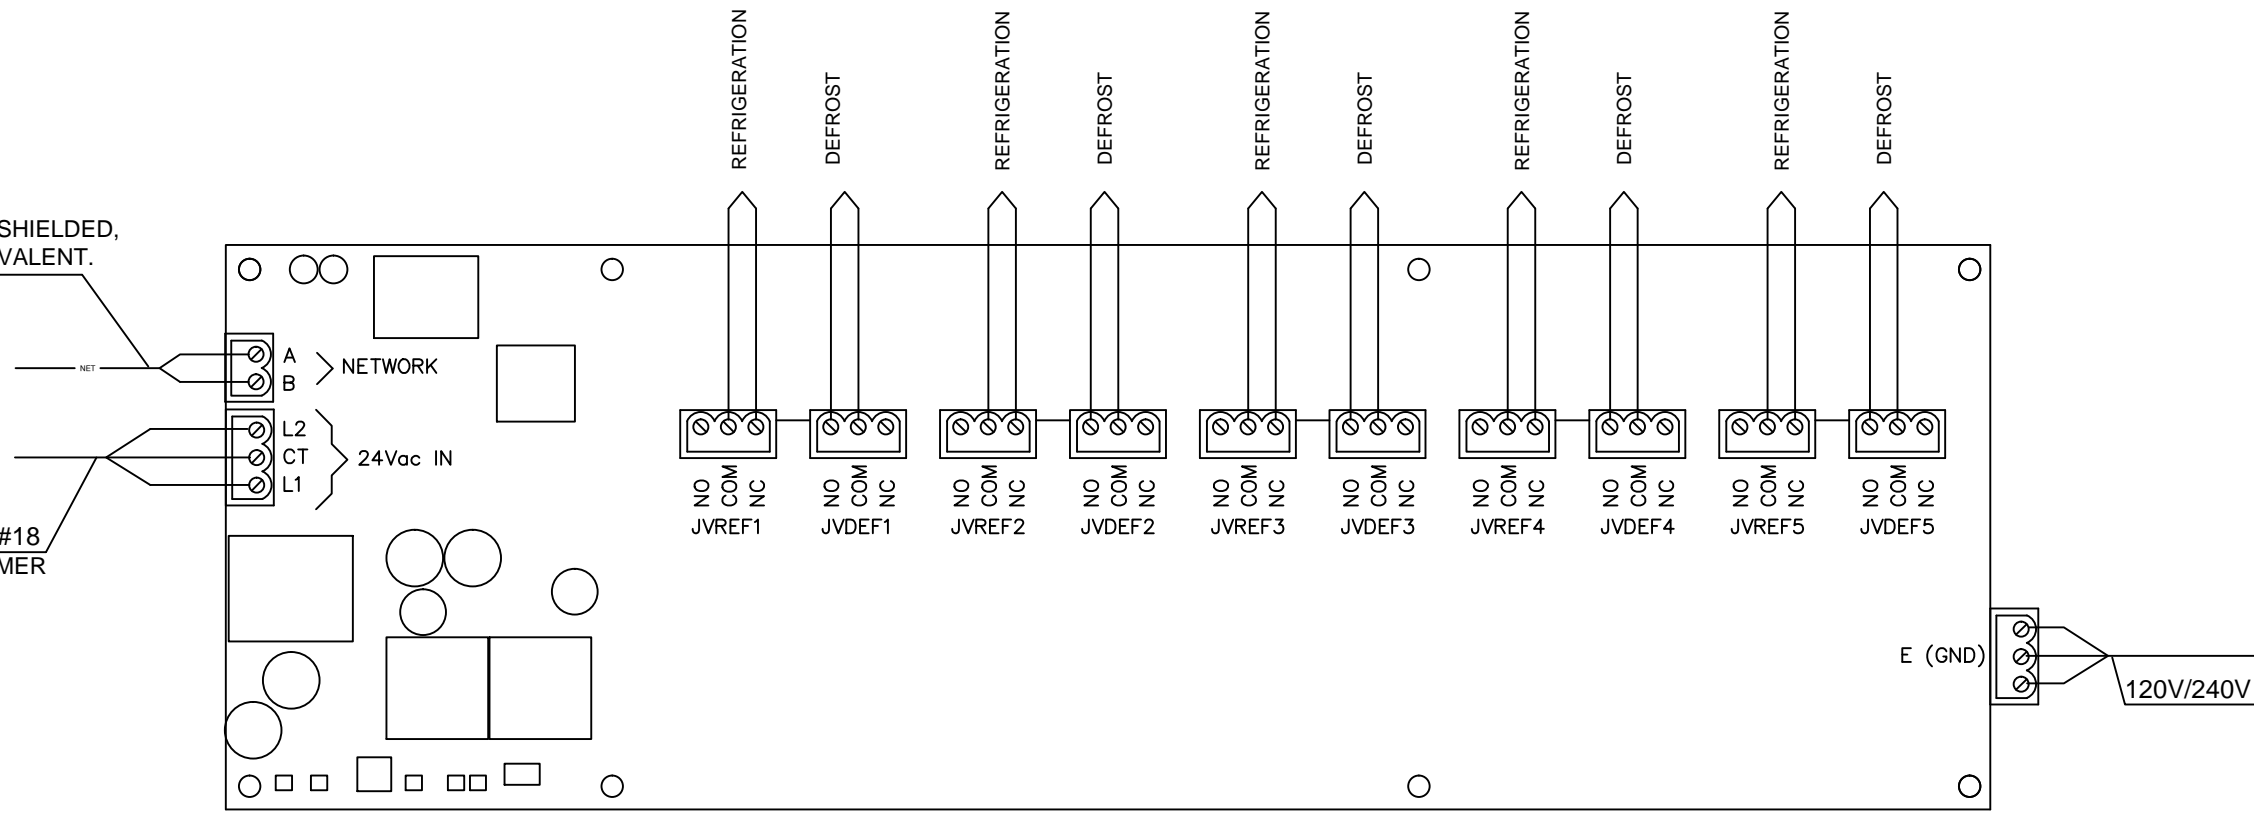 REFRIGERATION
DEFROST
REFRIGERATION
DEFROST
REFRIGERATION
DEFROST
REFRIGERATION
DEFROST
REFRIGERATION
DEFROST
SHIELDED,
VALENT.
NET
A
B
NETWORK
L2
CT
L1
24Vac IN
#18
MER
NO COM NC
JVREF1
NO COM NC
JVDEF1
NO COM NC
JVREF2
NO COM NC
JVDEF2
NO COM NC
JVREF3
NO COM NC
JVDEF3
NO COM NC
JVREF4
NO COM NC
JVDEF4
NO COM NC
JVREF5
NO COM NC
JVDEF5
E (GND)
120V/240V